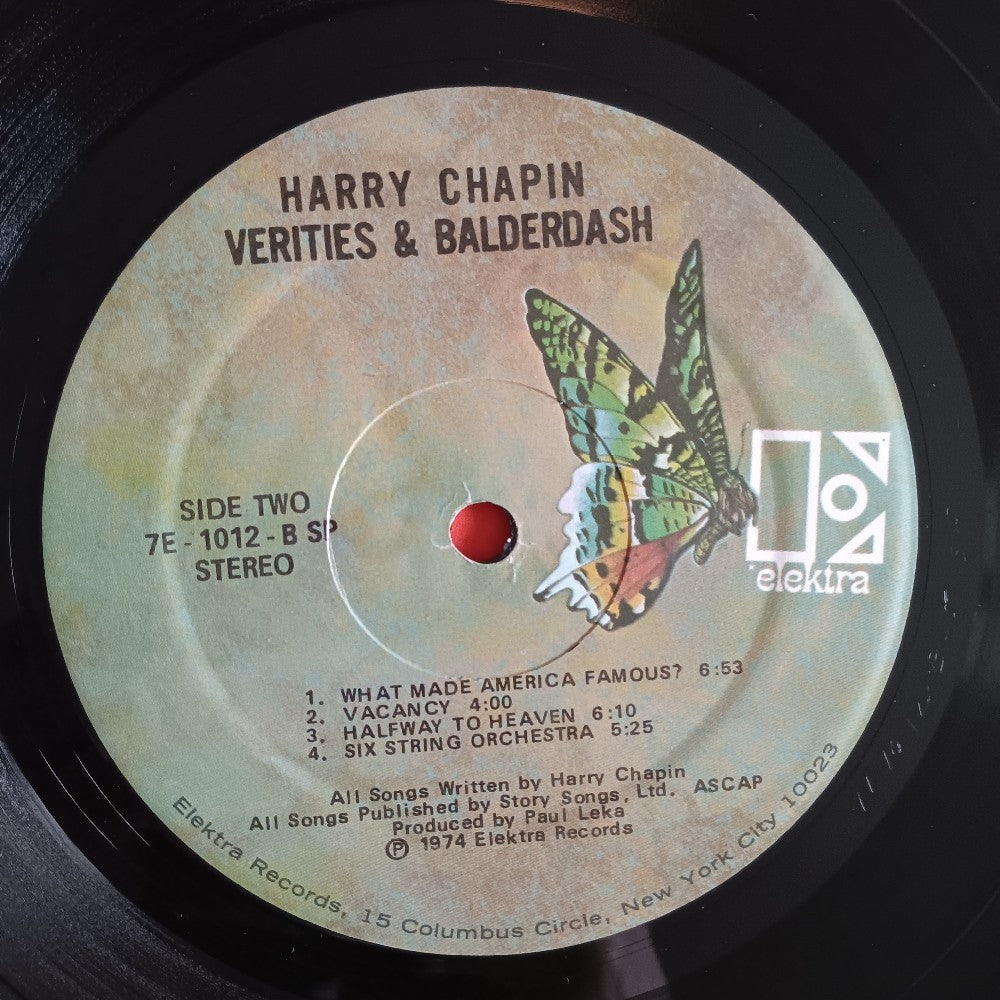 HARRY CHAPIN
VERITIES & BALDERDASH
elektra
SIDE TWO
7E - 1012 - B SP
STEREO
1. WHAT MADE AMERICA FAMOUS? 6:53
2. VACANCY 4:00
3. HALFWAY TO HEAVEN 6:10
4. SIX STRING ORCHESTRA 5:25
All Songs Written by Harry Chapin
All Songs Published by Story Songs, Ltd. ASCAP
Produced by Paul Leka
℗ 1974 Elektra Records
Elektra Records, 15 Columbus Circle, New York City 10023